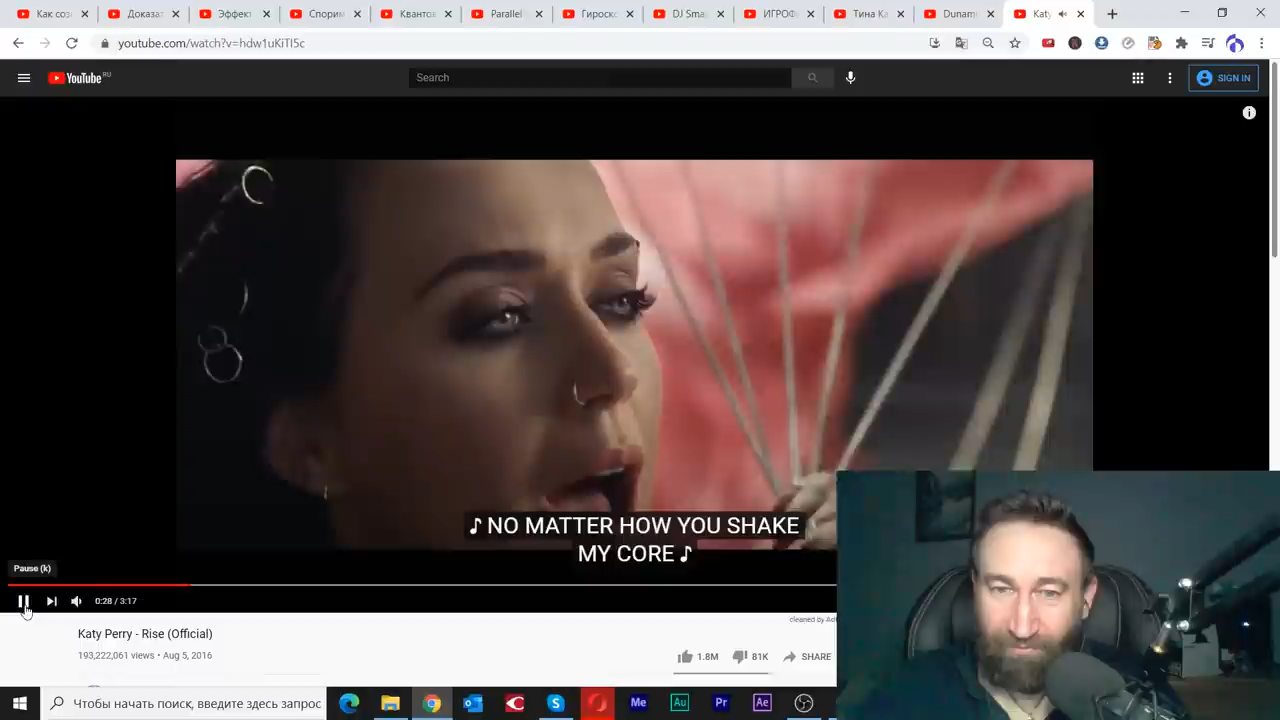 Как соз
Доказат
Эффект
Спорим
Квантов
Parallel
Гироско
DJ Sma
ИГРОФ
Тина Ка
Dunam
Katy
youtube.com/watch?v=hdw1uKiTI5c
YouTube RU
Search
SIGN IN
♪ NO MATTER HOW YOU SHAKE
MY CORE ♪
Pause (k)
0:28 / 3:17
Katy Perry - Rise (Official)
193,222,061 views • Aug 5, 2016
1.8M
81K
SHARE
Чтобы начать поиск, введите здесь запрос
Me
Au
Pr
Ae